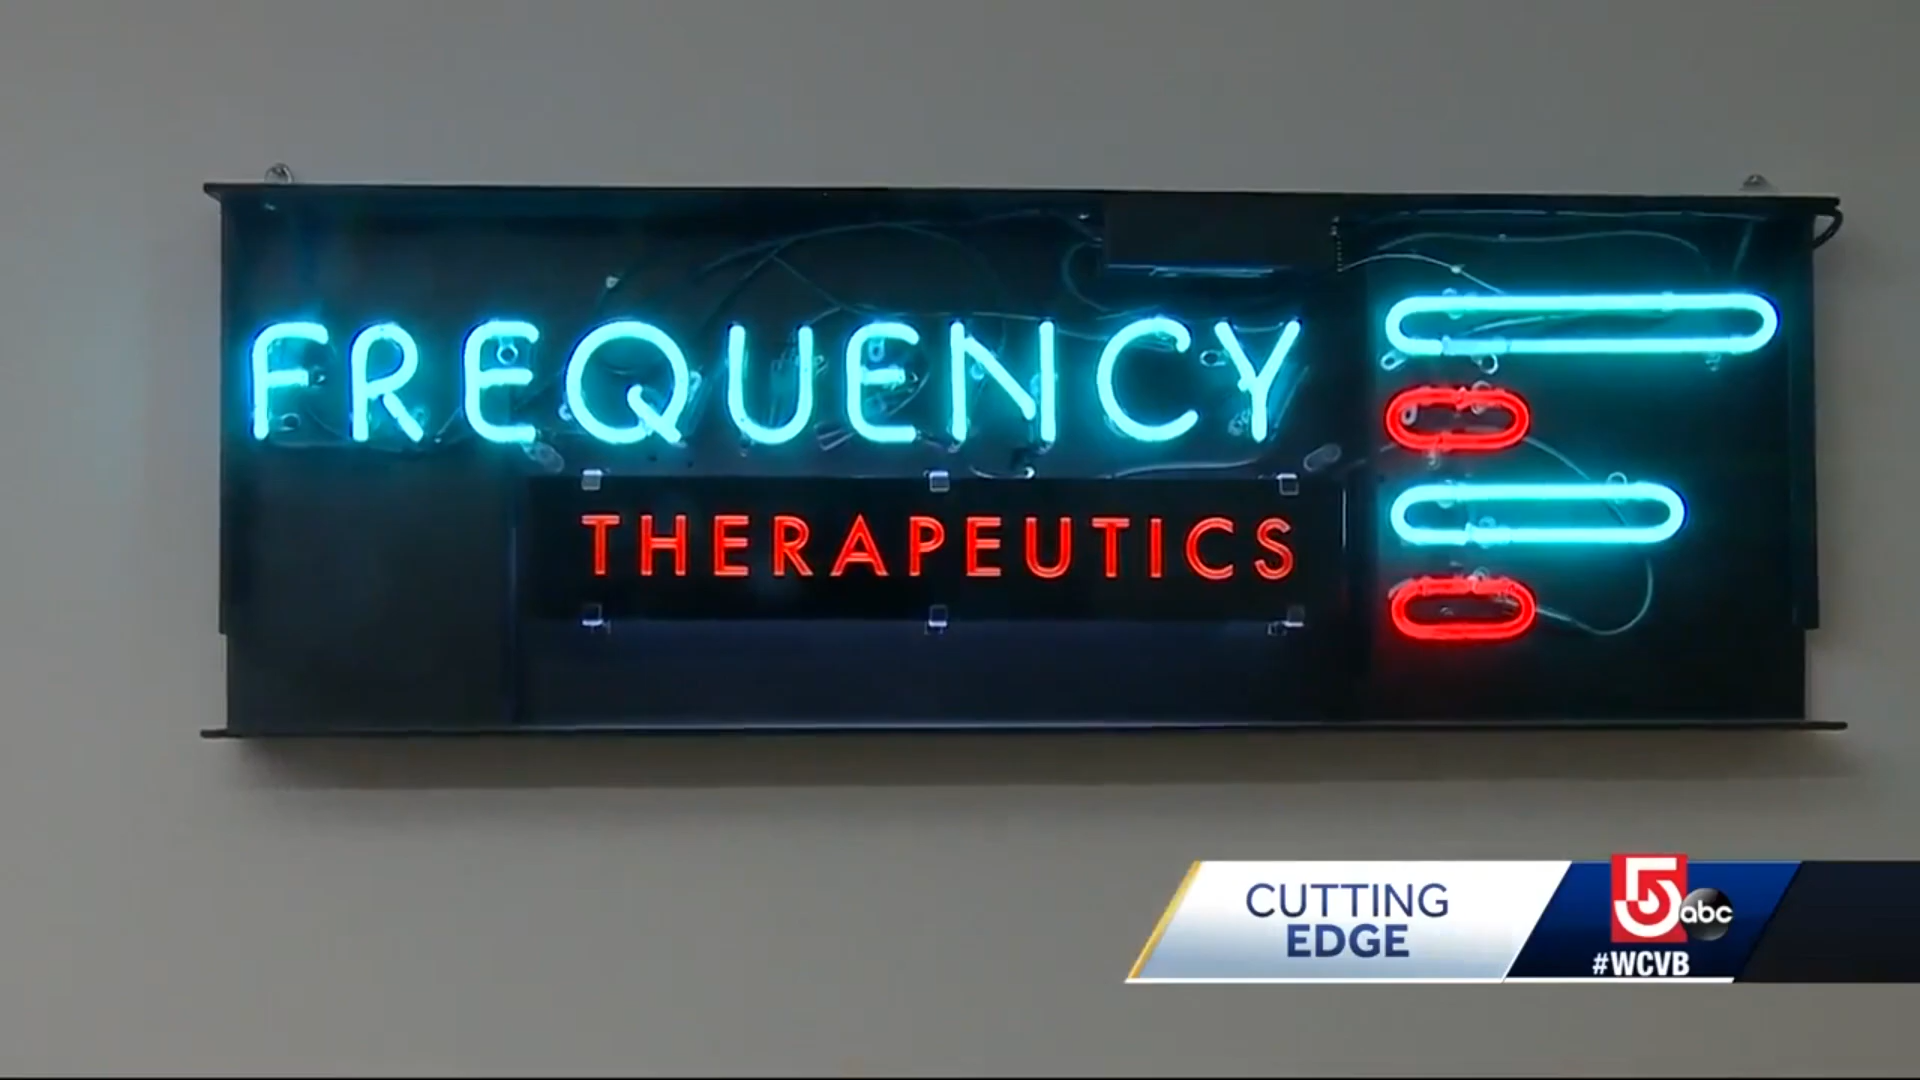 FREQUENCY
THERAPEUTICS
CUTTING
EDGE
5
abc
#WCVB